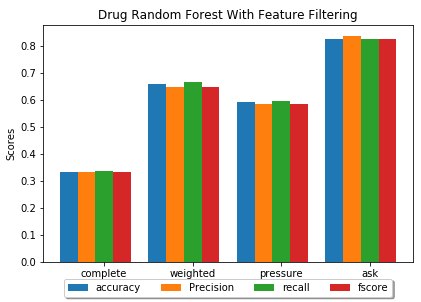 Drug Random Forest With Feature Filtering
Scores
0.8
0.7
0.6
0.5
0.4
0.3
0.2
0.1
0.0
complete weighted pressure ask
accuracy Precision recall fscore